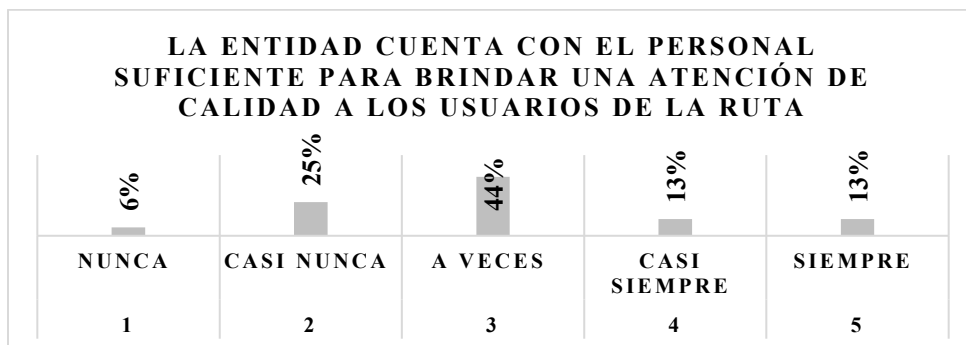 LA ENTIDAD CUENTA CON EL PERSONAL
SUFICIENTE PARA BRINDAR UNA ATENCIÓN DE
CALIDAD A LOS USUARIOS DE LA RUTA
6%
25%
44%
13%
13%
NUNCA
CASI NUNCA
A VECES
CASI
SIEMPRE
SIEMPRE
1
2
3
4
5